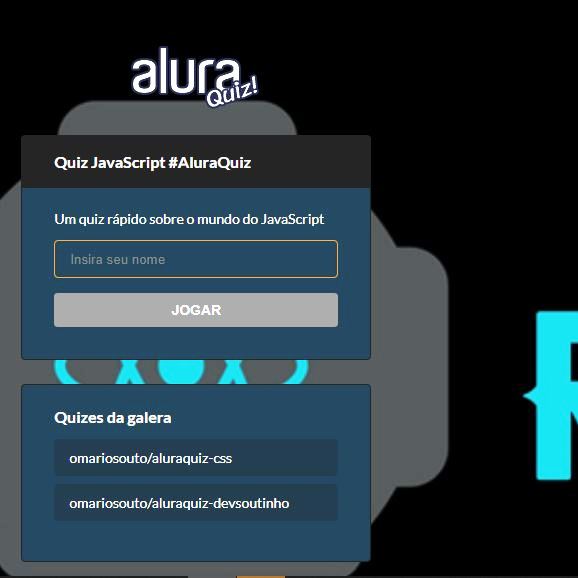 alura
Quiz!
Quiz JavaScript #AluraQuiz
Um quiz rápido sobre o mundo do JavaScript
Insira seu nome
JOGAR
Quizes da galera
omariosouto/aluraquiz-css
omariosouto/aluraquiz-devsoutinho